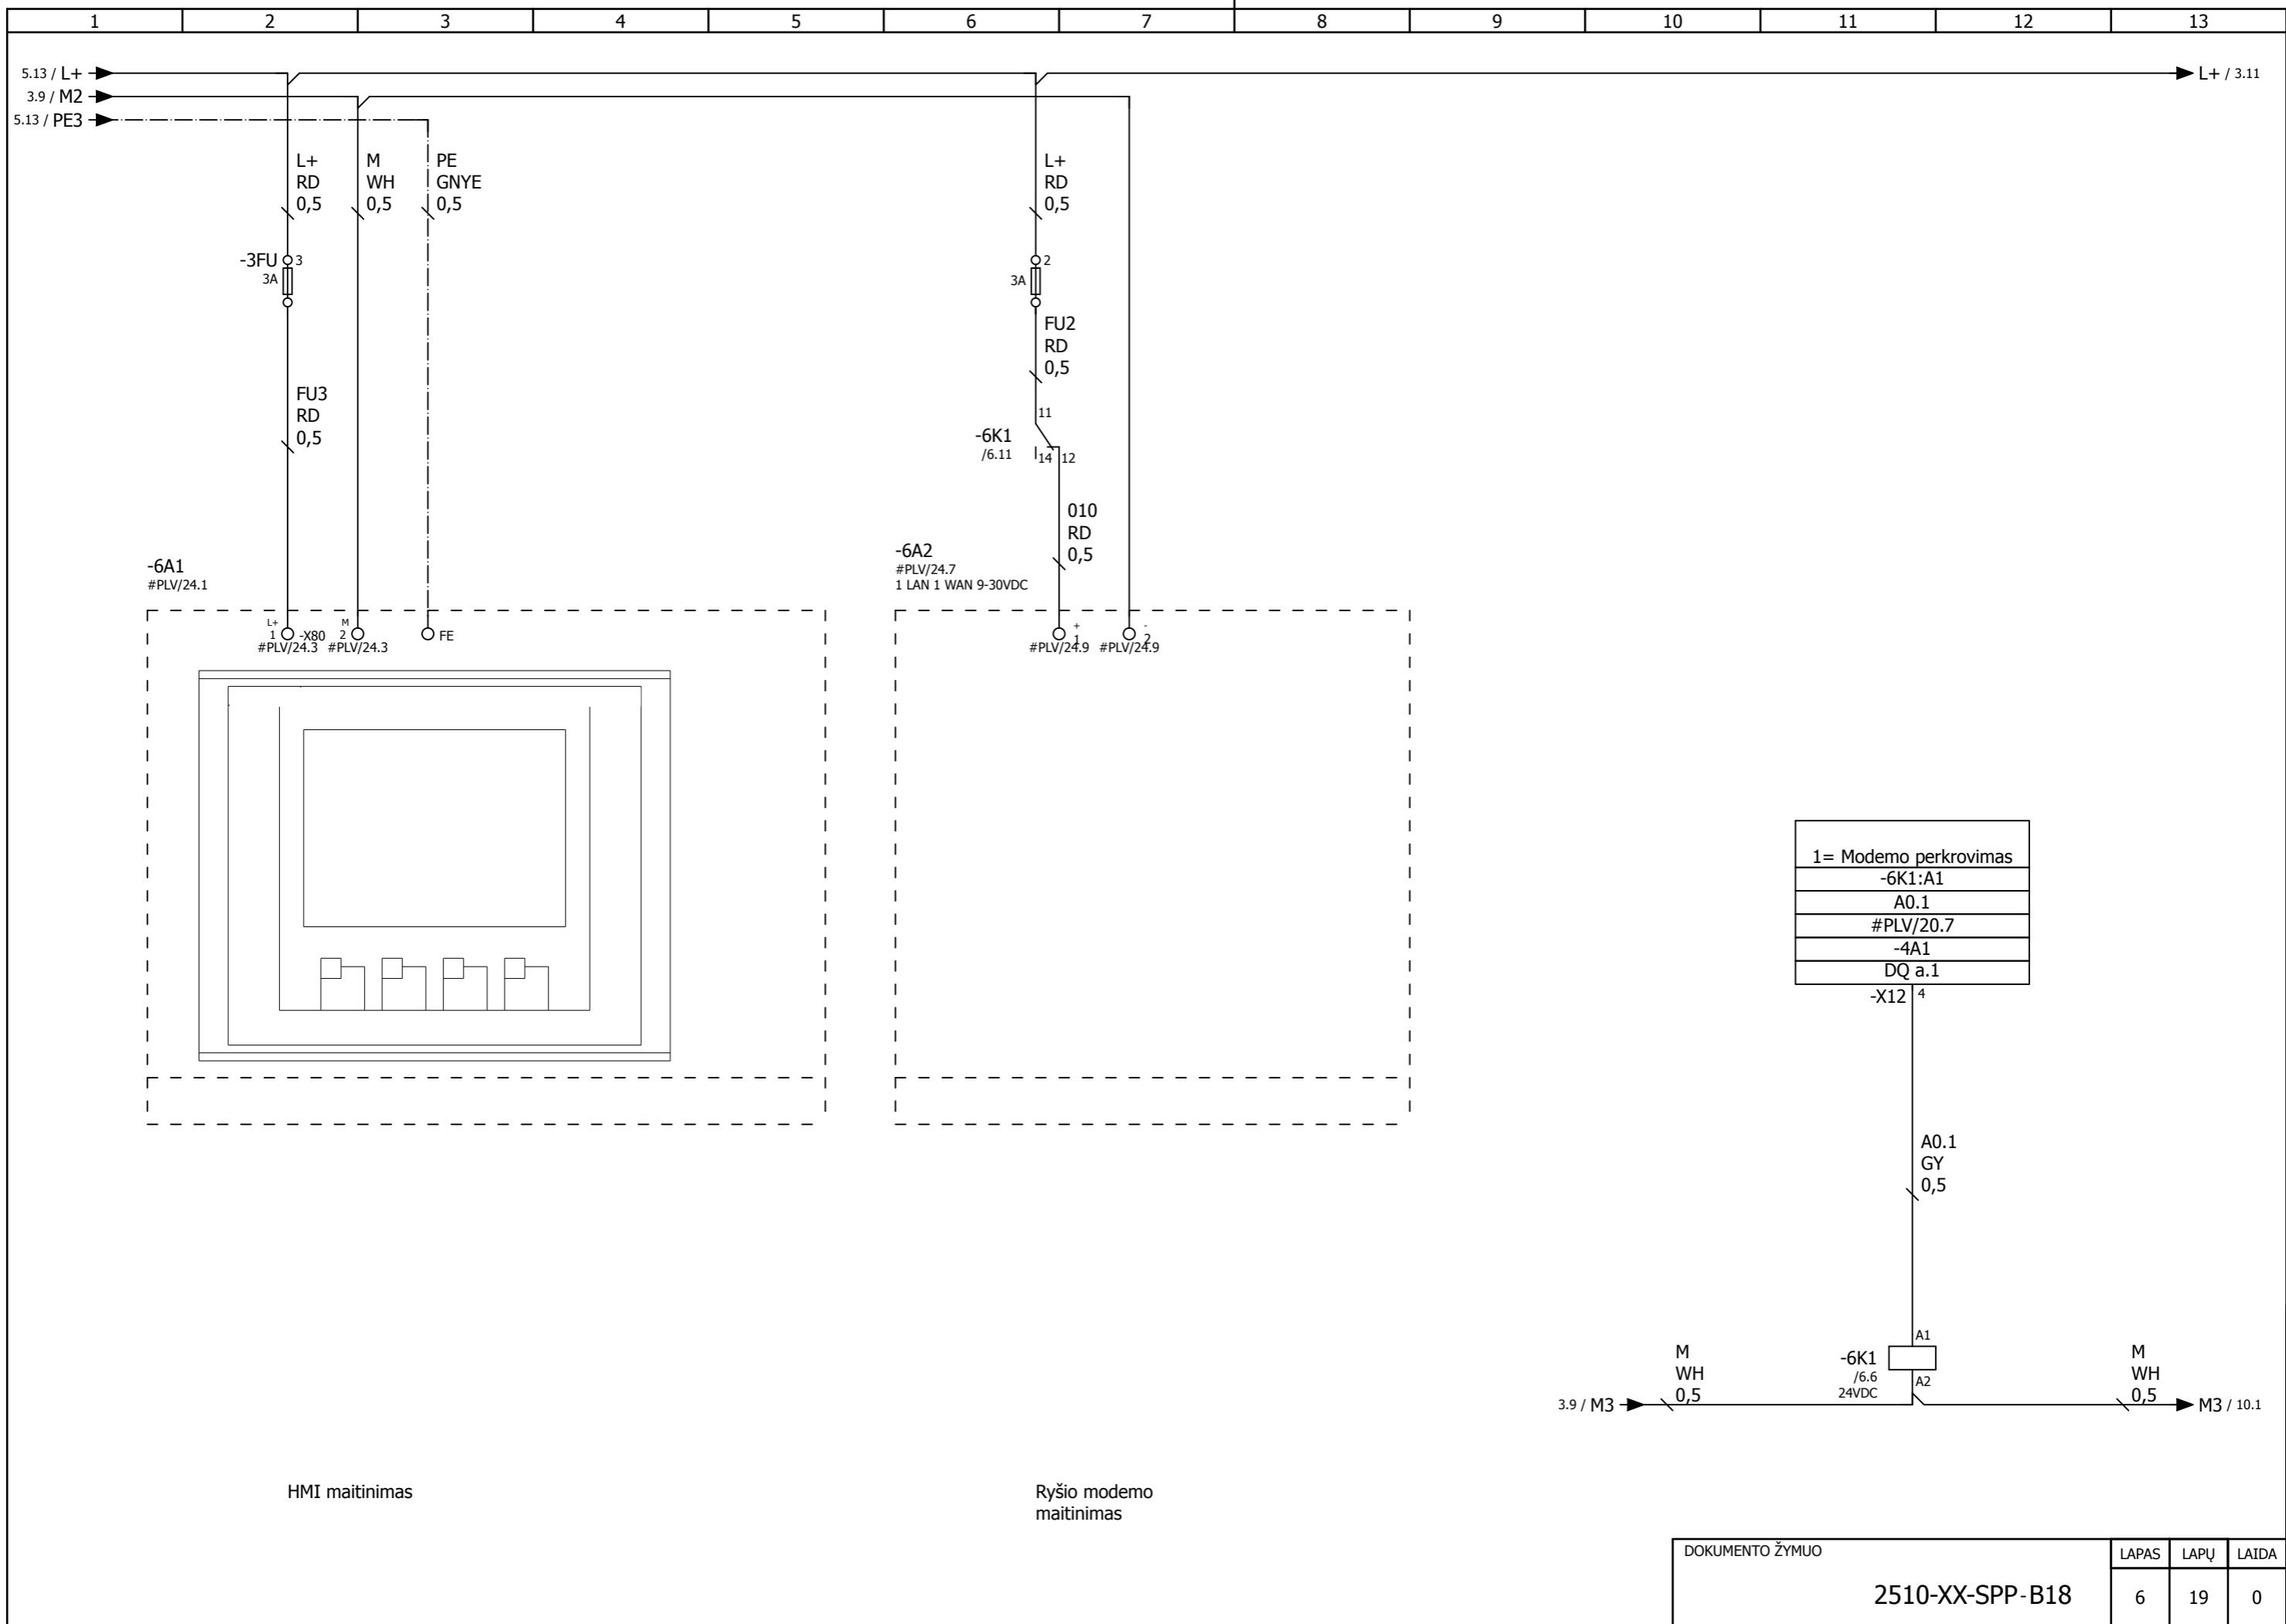 1 2 3 4 5 6 7 8 9 10 11 12 13
5.13 / L+
L+ / 3.11
3.9 / M2
5.13 / PE3
L+
RD
0,5
M
WH
0,5
PE
GNYE
0,5
L+
RD
0,5
-3FU 3
3A
2
3A
FU2
RD
0,5
FU3
RD
0,5
11
-6K1
/6.11
14 12
010
RD
0,5
-6A1
#PLV/24.1
-6A2
#PLV/24.7
1 LAN 1 WAN 9-30VDC
L+
1 -X80
#PLV/24.3
M
2
#PLV/24.3
FE
+
1
#PLV/24.9
-
2
#PLV/24.9
1= Modemo perkrovimas
-6K1:A1
A0.1
#PLV/20.7
-4A1
DQ a.1
-X12 4
A0.1
GY
0,5
A1
-6K1
/6.6
24VDC
A2
M
WH
0,5
M
WH
0,5
3.9 / M3
M3 / 10.1
HMI maitinimas
Ryšio modemo
maitinimas
DOKUMENTO ŽYMUO
2510-XX-SPP-B18
LAPAS LAPŲ LAIDA
6 19 0